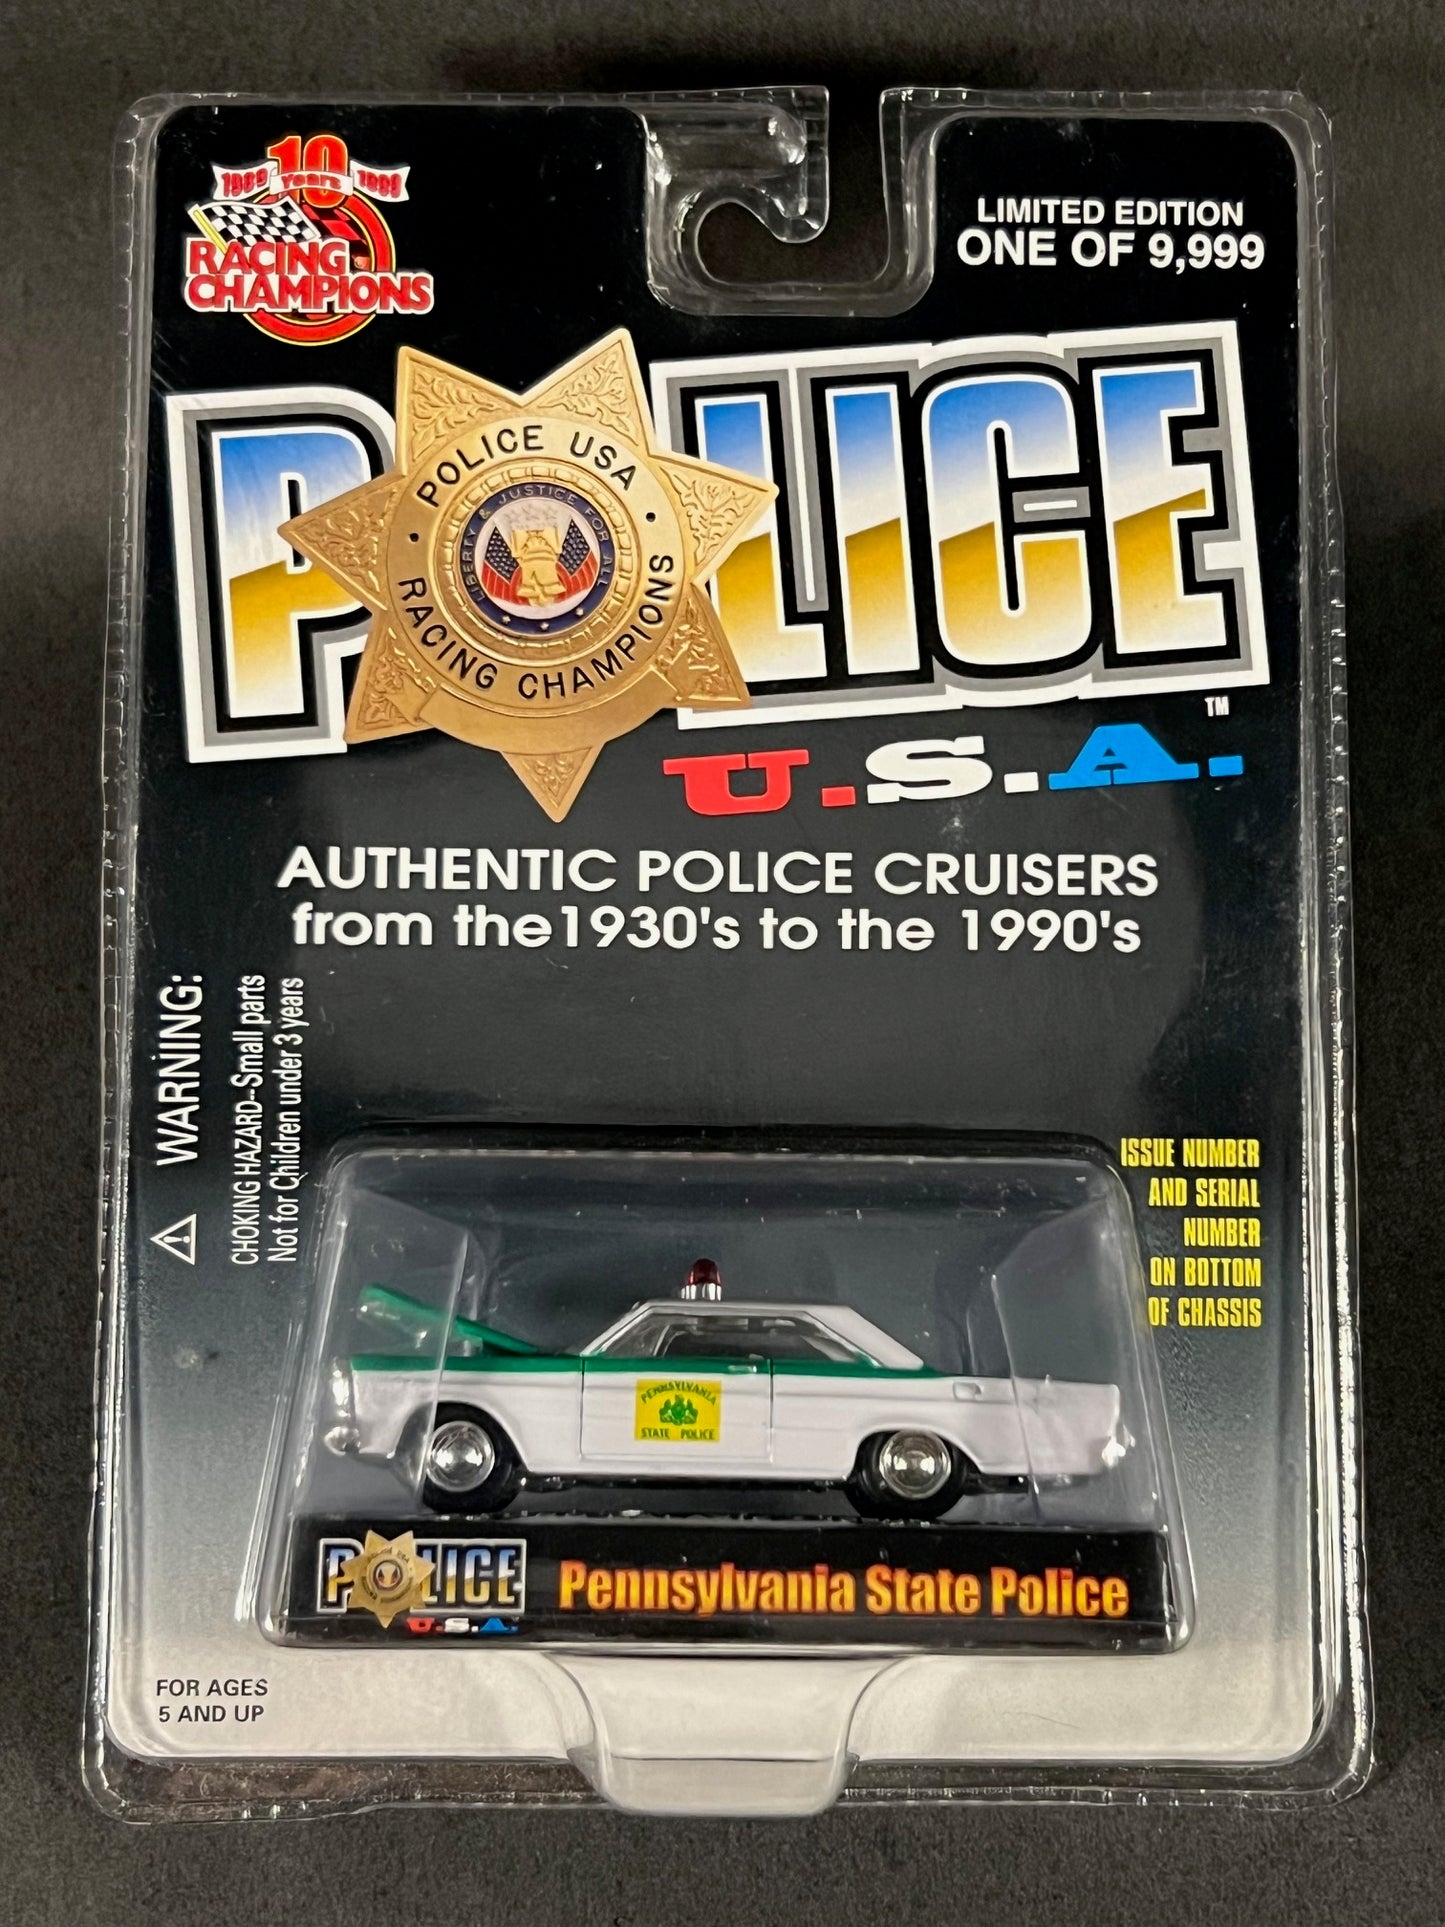 10
1989 Years 1999
RACING
CHAMPIONS
LIMITED EDITION
ONE OF 9,999
POLICE
POLICE USA
LIBERTY & JUSTICE FOR ALL
RACING CHAMPIONS
TM
U.S.A.
AUTHENTIC POLICE CRUISERS
from the 1930's to the 1990's
WARNING:
CHOKING HAZARD--Small parts
Not for Children under 3 years
ISSUE NUMBER
AND SERIAL
NUMBER
ON BOTTOM
OF CHASSIS
PENNSYLVANIA
STATE POLICE
POLICE
U.S.A.
Pennsylvania State Police
FOR AGES
5 AND UP